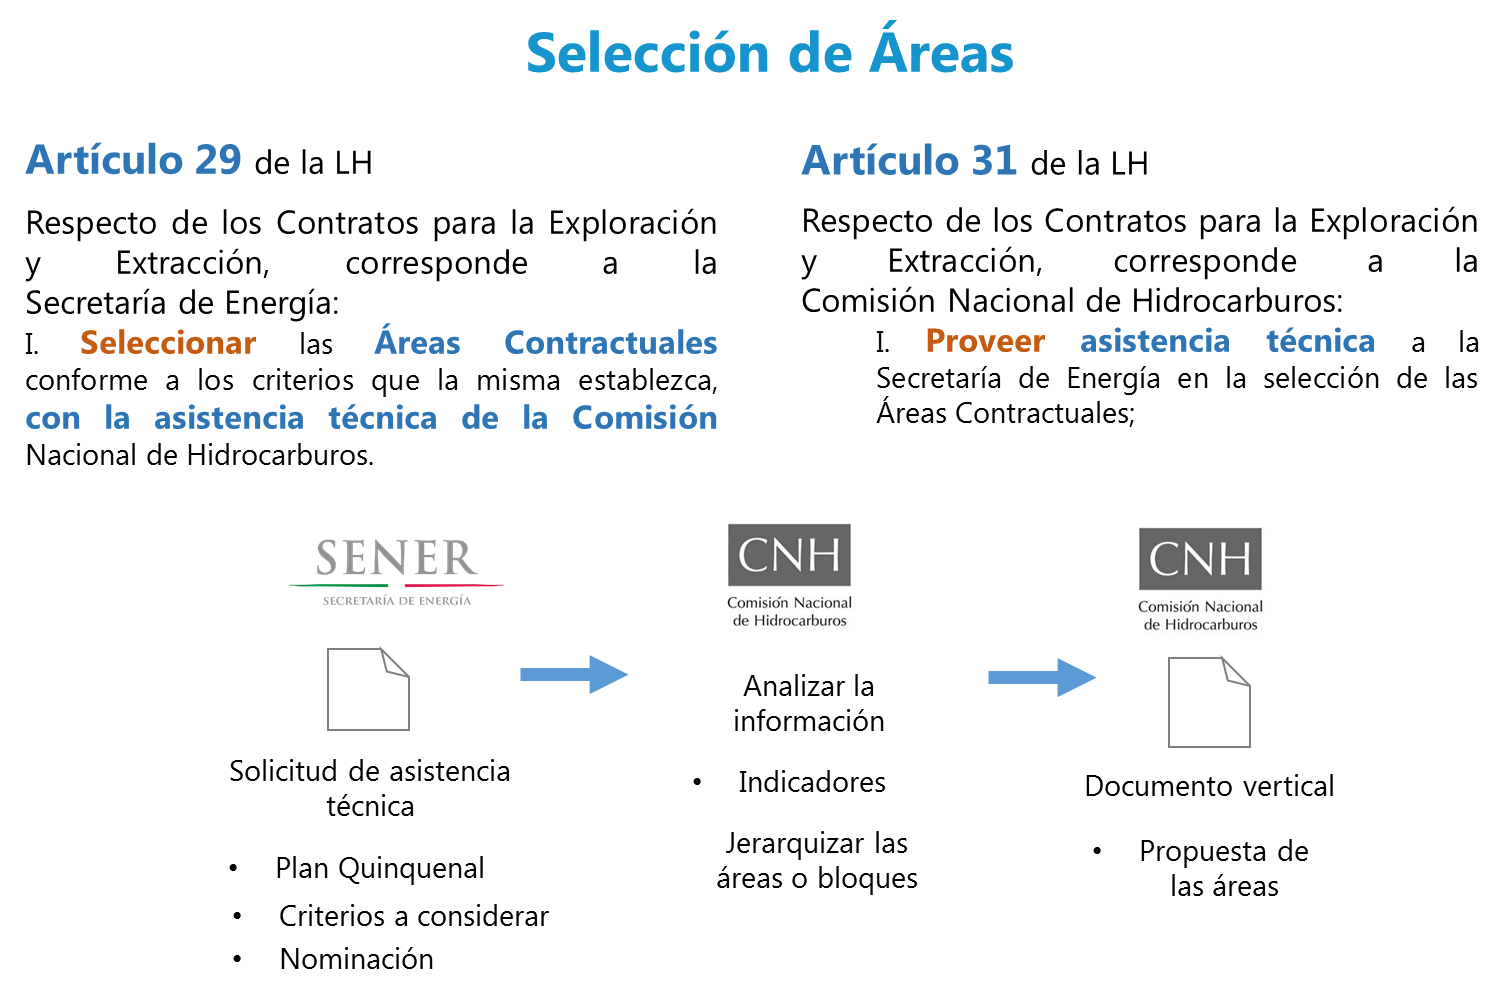 Selección de Áreas
Artículo 29 de la LH
Respecto de los Contratos para la Exploración
y Extracción, corresponde a la
Secretaría de Energía:
I. Seleccionar las Áreas Contractuales
conforme a los criterios que la misma establezca,
con la asistencia técnica de la Comisión
Nacional de Hidrocarburos.
Artículo 31 de la LH
Respecto de los Contratos para la Exploración
y Extracción, corresponde a la
Comisión Nacional de Hidrocarburos:
I. Proveer asistencia técnica a la
Secretaría de Energía en la selección de las
Áreas Contractuales;
SENER
SECRETARÍA DE ENERGÍA
Solicitud de asistencia
técnica
• Plan Quinquenal
• Criterios a considerar
• Nominación
CNH
Comisión Nacional
de Hidrocarburos
Analizar la
información
• Indicadores
Jerarquizar las
áreas o bloques
CNH
Comisión Nacional
de Hidrocarburos
Documento vertical
• Propuesta de
las áreas